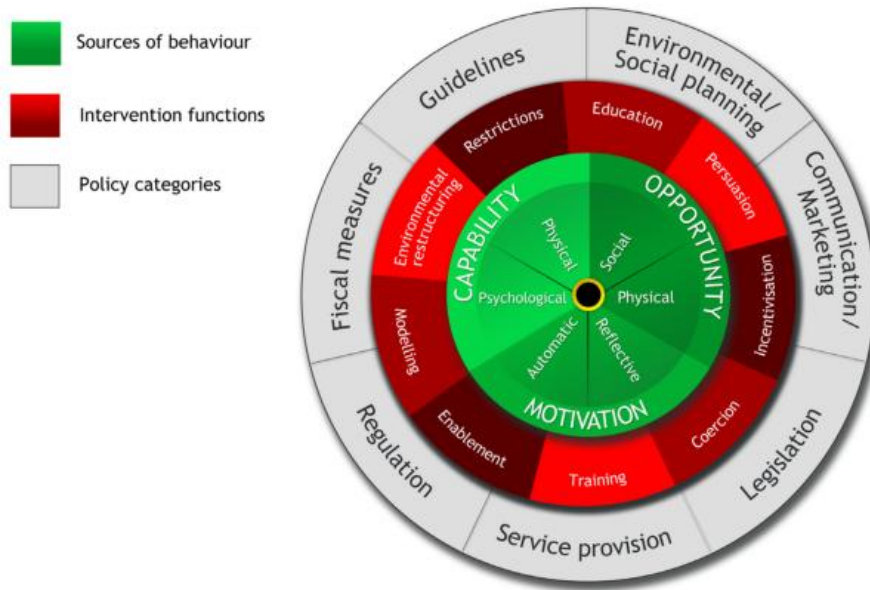 Sources of behaviour
Intervention functions
Policy categories
Guidelines
Environmental/
Social planning
Communication/
Marketing
Legislation
Service provision
Regulation
Fiscal measures
Restrictions
Education
Persuasion
Incentivisation
Coercion
Training
Enablement
Modelling
Environmental
restructuring
CAPABILITY
OPPORTUNITY
MOTIVATION
Physical
Social
Psychological
Physical
Automatic
Reflective